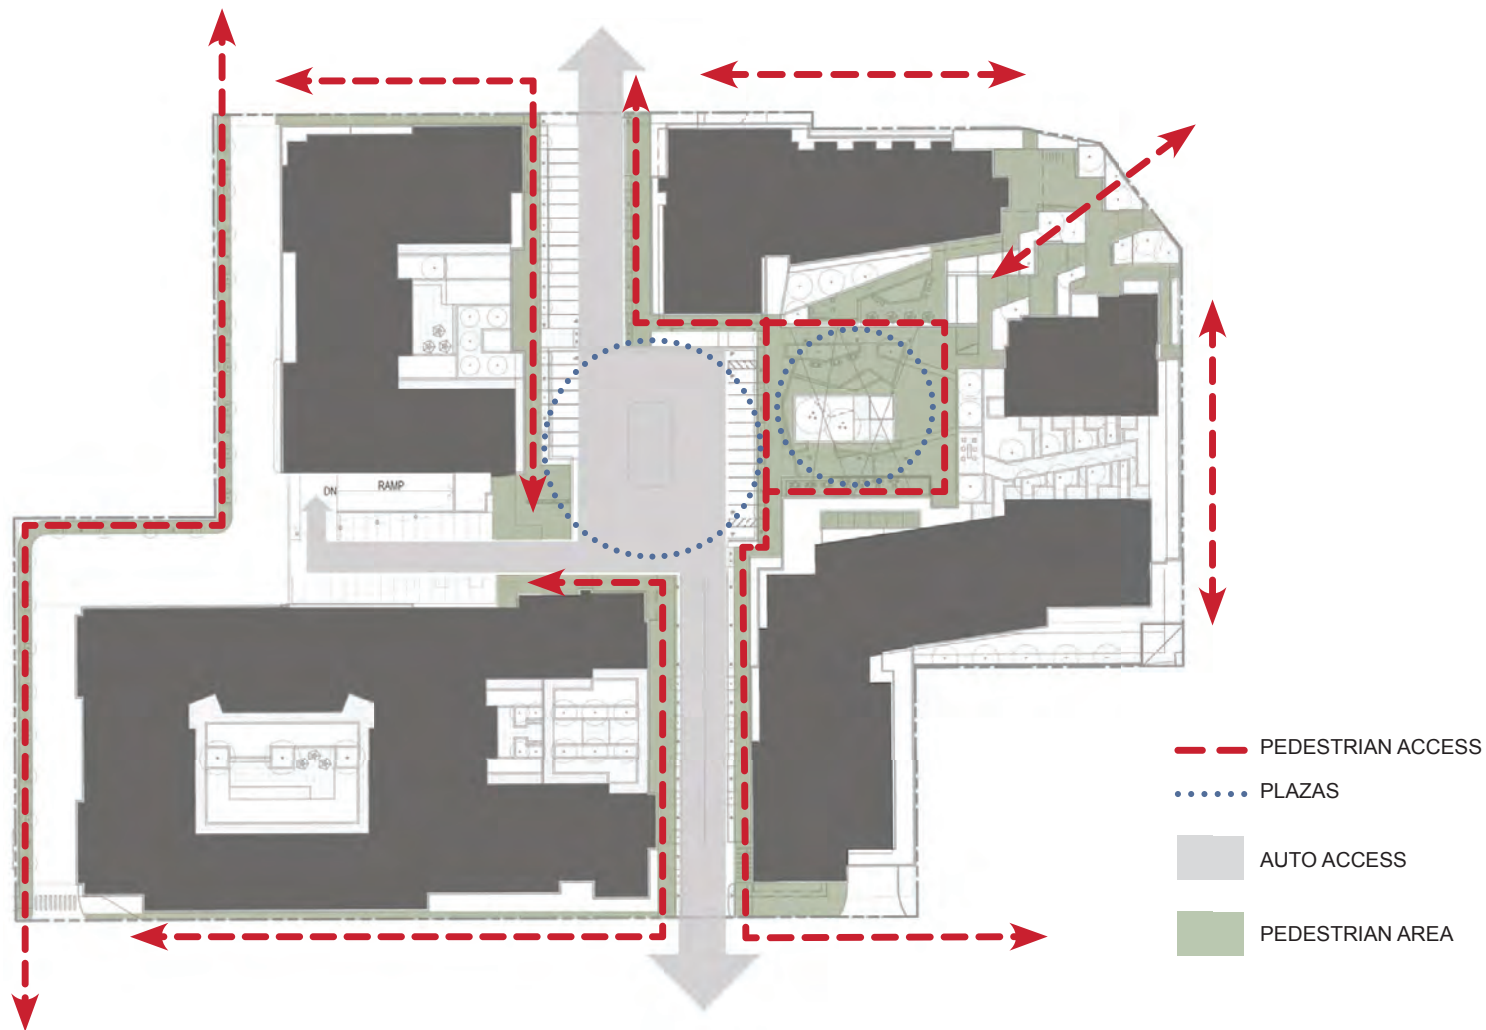 DN
RAMP
PEDESTRIAN ACCESS
PLAZAS
AUTO ACCESS
PEDESTRIAN AREA